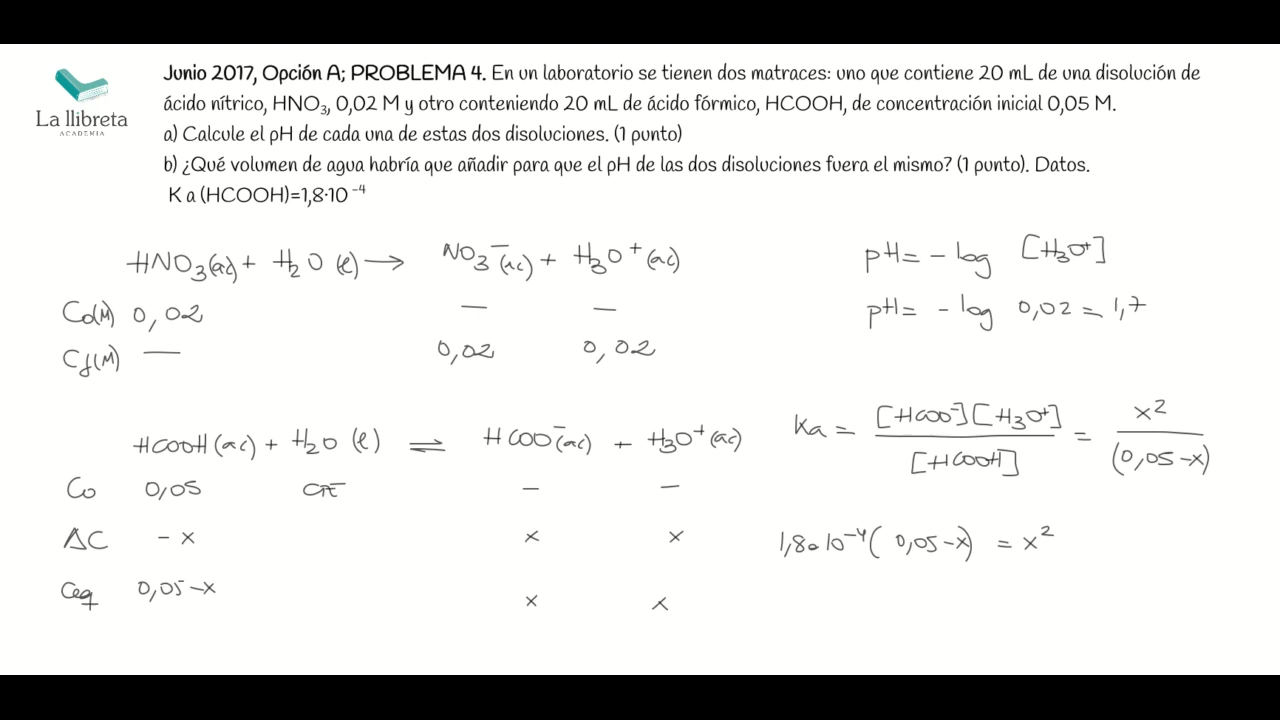 La llibreta
ACADEMIA
Junio 2017, Opción A; PROBLEMA 4. En un laboratorio se tienen dos matraces: uno que contiene 20 mL de una disolución de
ácido nítrico, HNO₃, 0,02 M y otro conteniendo 20 mL de ácido fórmico, HCOOH, de concentración inicial 0,05 M.
a) Calcule el pH de cada una de estas dos disoluciones. (1 punto)
b) ¿Qué volumen de agua habría que añadir para que el pH de las dos disoluciones fuera el mismo? (1 punto). Datos.
K a (HCOOH)=1,8·10⁻⁴
HNO₃(ac) + H₂O (l) → NO₃⁻(ac) + H₃O⁺(ac)
C₀(M) 0,02 — —
Cf(M) — 0,02 0,02
pH = - log [H₃O⁺]
pH = - log 0,02 = 1,7
HCOOH(ac) + H₂O (l) ⇌ HCOO⁻(ac) + H₃O⁺(ac)
Co 0,05 CTE — —
ΔC - x x x
Ceq 0,05-x x x
Ka = [HCOO⁻][H₃O⁺] / [HCOOH] = x² / (0,05-x)
1,8·10⁻⁴( 0,05-x) = x²